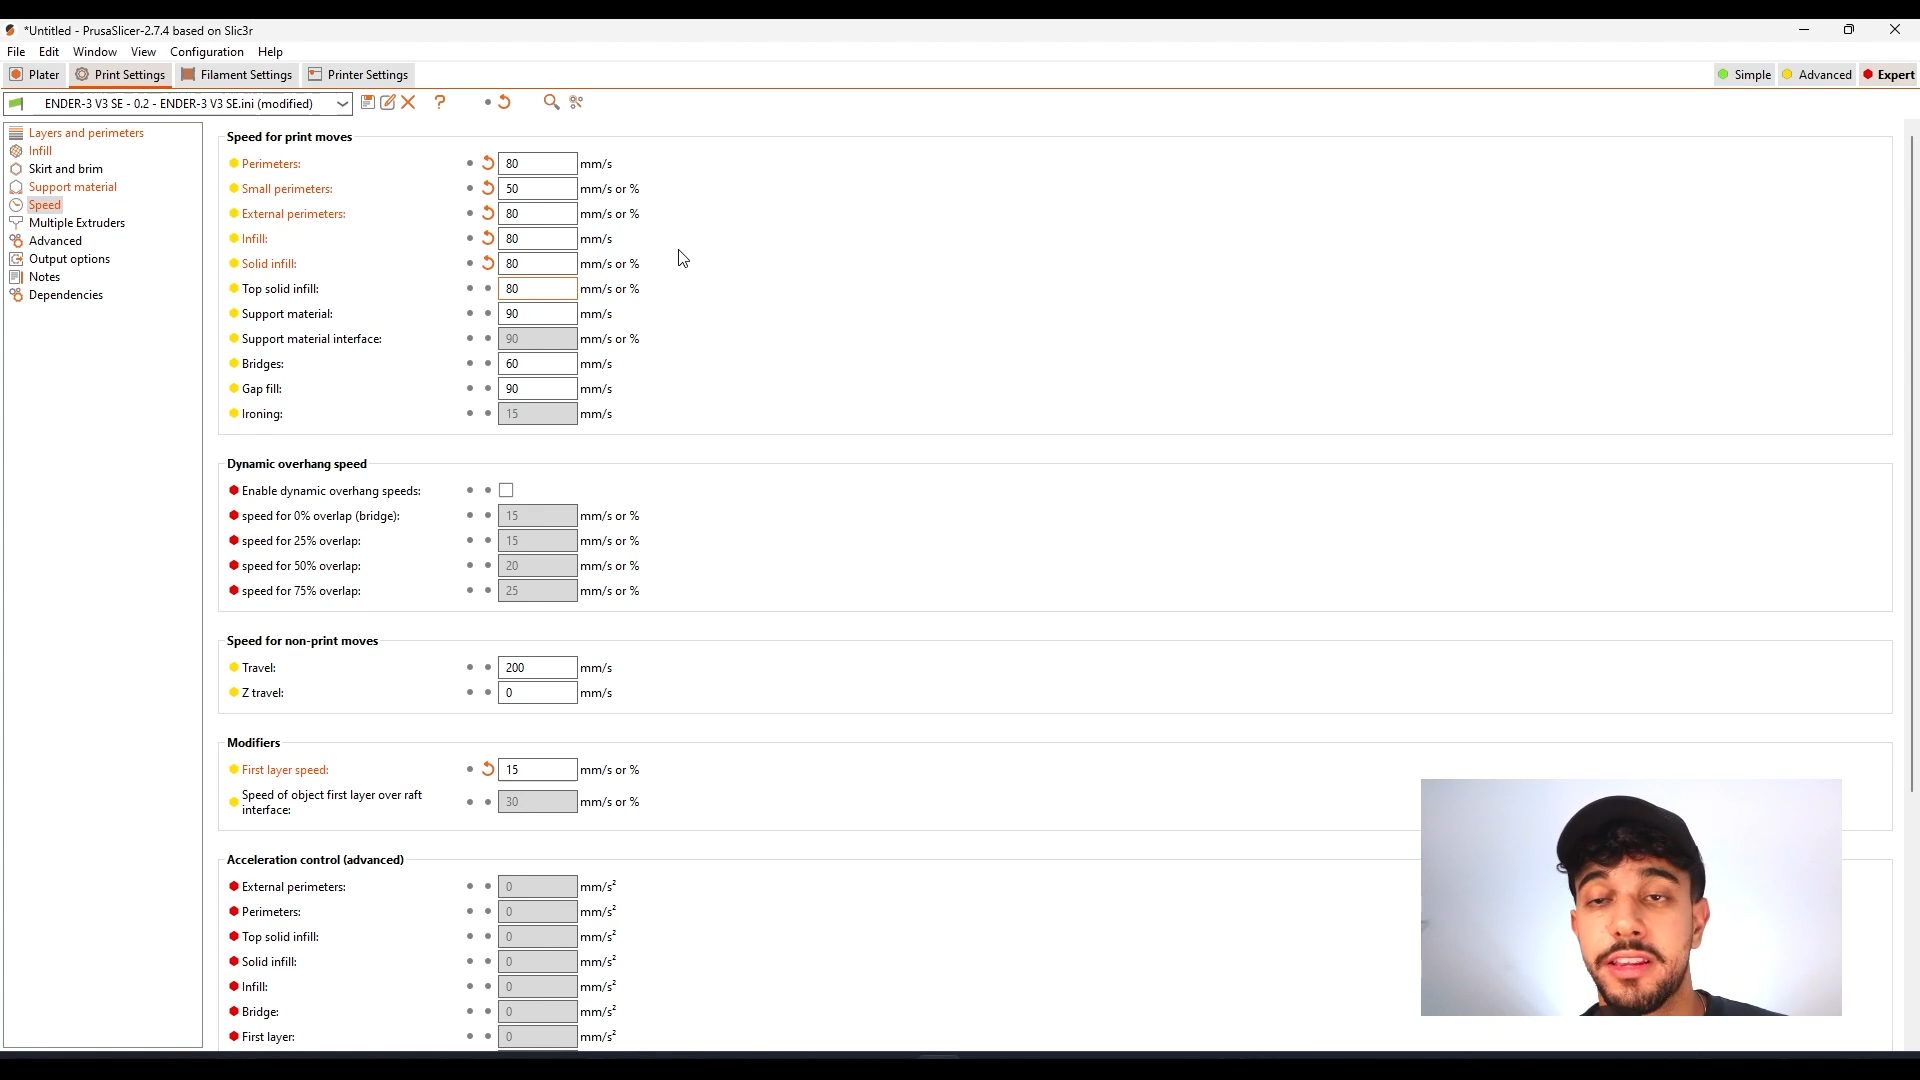 *Untitled - PrusaSlicer-2.7.4 based on Slic3r
File Edit Window View Configuration Help
Plater Print Settings Filament Settings Printer Settings Simple Advanced Expert
ENDER-3 V3 SE - 0.2 - ENDER-3 V3 SE.ini (modified) ?
Layers and perimeters
Infill
Skirt and brim
Support material
Speed
Multiple Extruders
Advanced
Output options
Notes
Dependencies
Speed for print moves
Perimeters: 80 mm/s
Small perimeters: 50 mm/s or %
External perimeters: 80 mm/s or %
Infill: 80 mm/s
Solid infill: 80 mm/s or %
Top solid infill: 80 mm/s or %
Support material: 90 mm/s
Support material interface: 90 mm/s or %
Bridges: 60 mm/s
Gap fill: 90 mm/s
Ironing: 15 mm/s
Dynamic overhang speed
Enable dynamic overhang speeds:
speed for 0% overlap (bridge): 15 mm/s or %
speed for 25% overlap: 15 mm/s or %
speed for 50% overlap: 20 mm/s or %
speed for 75% overlap: 25 mm/s or %
Speed for non-print moves
Travel: 200 mm/s
Z travel: 0 mm/s
Modifiers
First layer speed: 15 mm/s or %
Speed of object first layer over raft
interface: 30 mm/s or %
Acceleration control (advanced)
External perimeters: 0 mm/s²
Perimeters: 0 mm/s²
Top solid infill: 0 mm/s²
Solid infill: 0 mm/s²
Infill: 0 mm/s²
Bridge: 0 mm/s²
First layer: 0 mm/s²